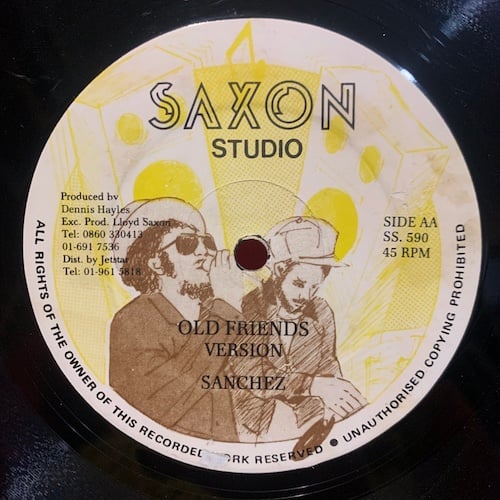 SAXON
STUDIO
Produced by
Dennis Hayles
Exc. Prod. Lloyd Saxon
Tel: 0860 330413
01-691 7536
Dist. by Jetstar
Tel: 01-961 5818
SIDE AA
SS. 590
45 RPM
OLD FRIENDS
VERSION
SANCHEZ
ALL RIGHTS OF THE OWNER OF THIS RECORDED WORK RESERVED ● UNAUTHORISED COPYING PROHIBITED